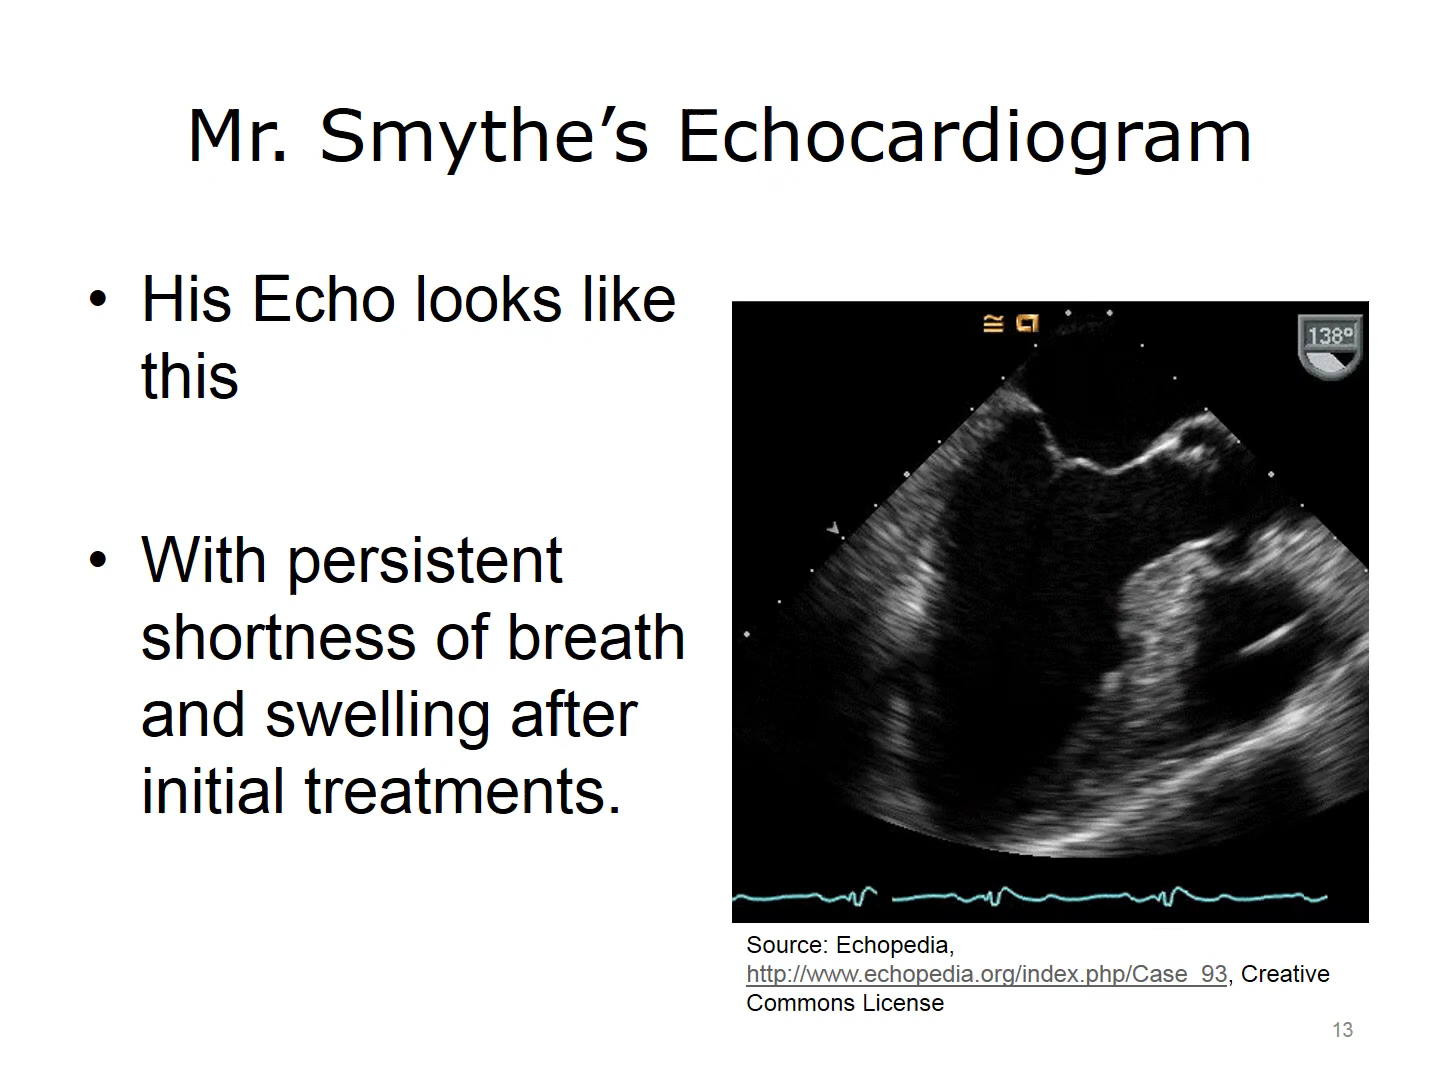 Mr. Smythe’s Echocardiogram
• His Echo looks like
this
• With persistent
shortness of breath
and swelling after
initial treatments.
138°
Source: Echopedia,
http://www.echopedia.org/index.php/Case_93, Creative
Commons License
13